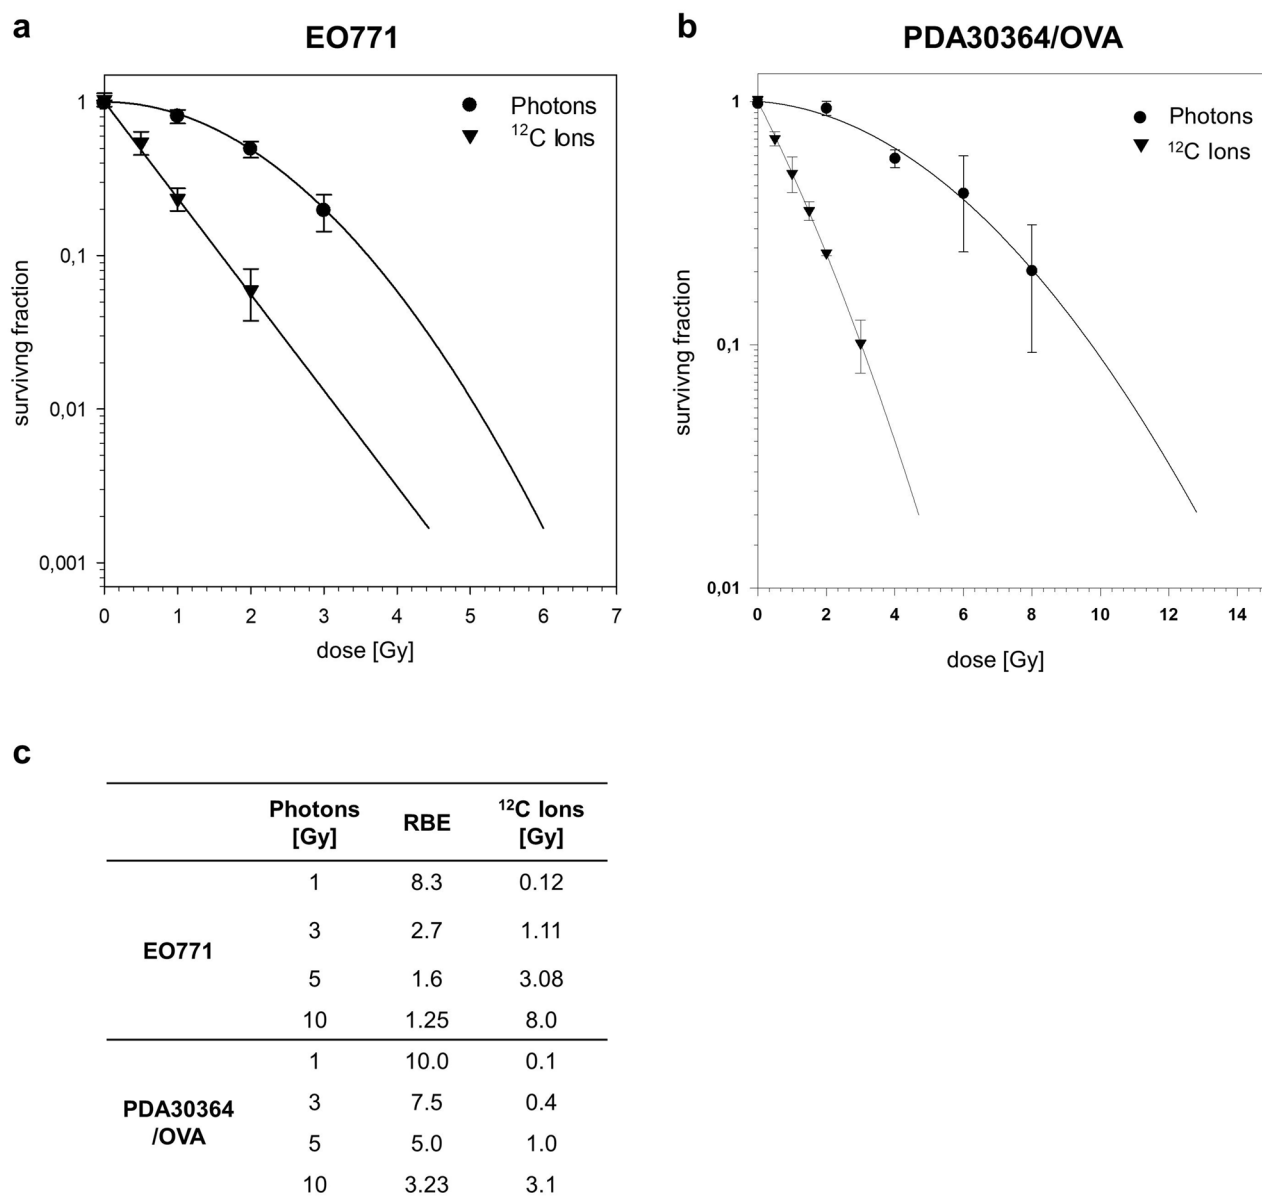 a
EO771
Photons
12C Ions
1
0,1
0,01
0,001
survivng fraction
0 1 2 3 4 5 6 7
dose [Gy]
b
PDA30364/OVA
Photons
12C Ions
1
0,1
0,01
survivng fraction
0 2 4 6 8 10 12 14
dose [Gy]
c
Photons [Gy] RBE 12C Ions [Gy]
EO771
1 8.3 0.12
3 2.7 1.11
5 1.6 3.08
10 1.25 8.0
PDA30364 /OVA
1 10.0 0.1
3 7.5 0.4
5 5.0 1.0
10 3.23 3.1